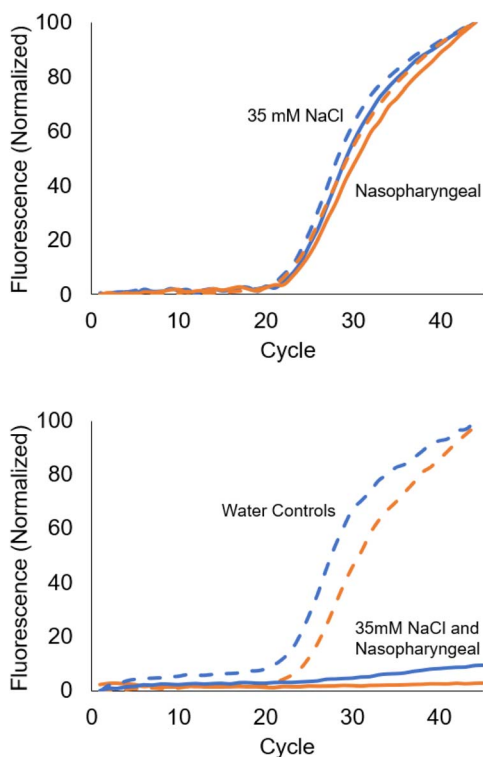 Fluorescence (Normalized)
100
80
60
40
20
0
35 mM NaCl
Nasopharyngeal
0 10 20 30 40
Cycle
Fluorescence (Normalized)
100
80
60
40
20
0
Water Controls
35mM NaCl and
Nasopharyngeal
0 10 20 30 40
Cycle